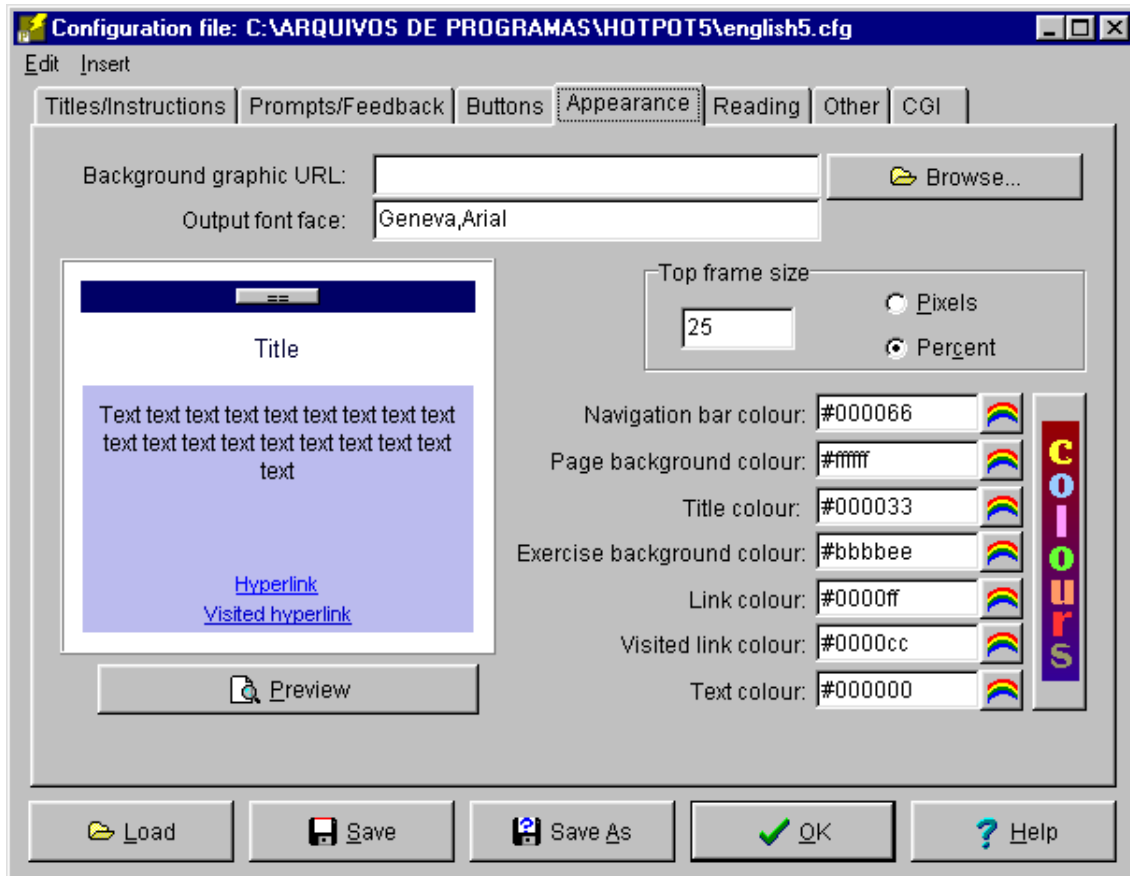 Configuration file: C:\ARQUIVOS DE PROGRAMAS\HOTPOT5\english5.cfg
Edit Insert
Titles/Instructions Prompts/Feedback Buttons Appearance Reading Other CGI
Background graphic URL: Browse...
Output font face: Geneva,Arial
==
Title
Text text text text text text text text text
text text text text text text text text text
text
Hyperlink
Visited hyperlink
Preview
Top frame size
25
Pixels
Percent
Navigation bar colour: #000066
Page background colour: #ffffff
Title colour: #000033
Exercise background colour: #bbbbee
Link colour: #0000ff
Visited link colour: #0000cc
Text colour: #000000
colours
Load Save Save As OK Help